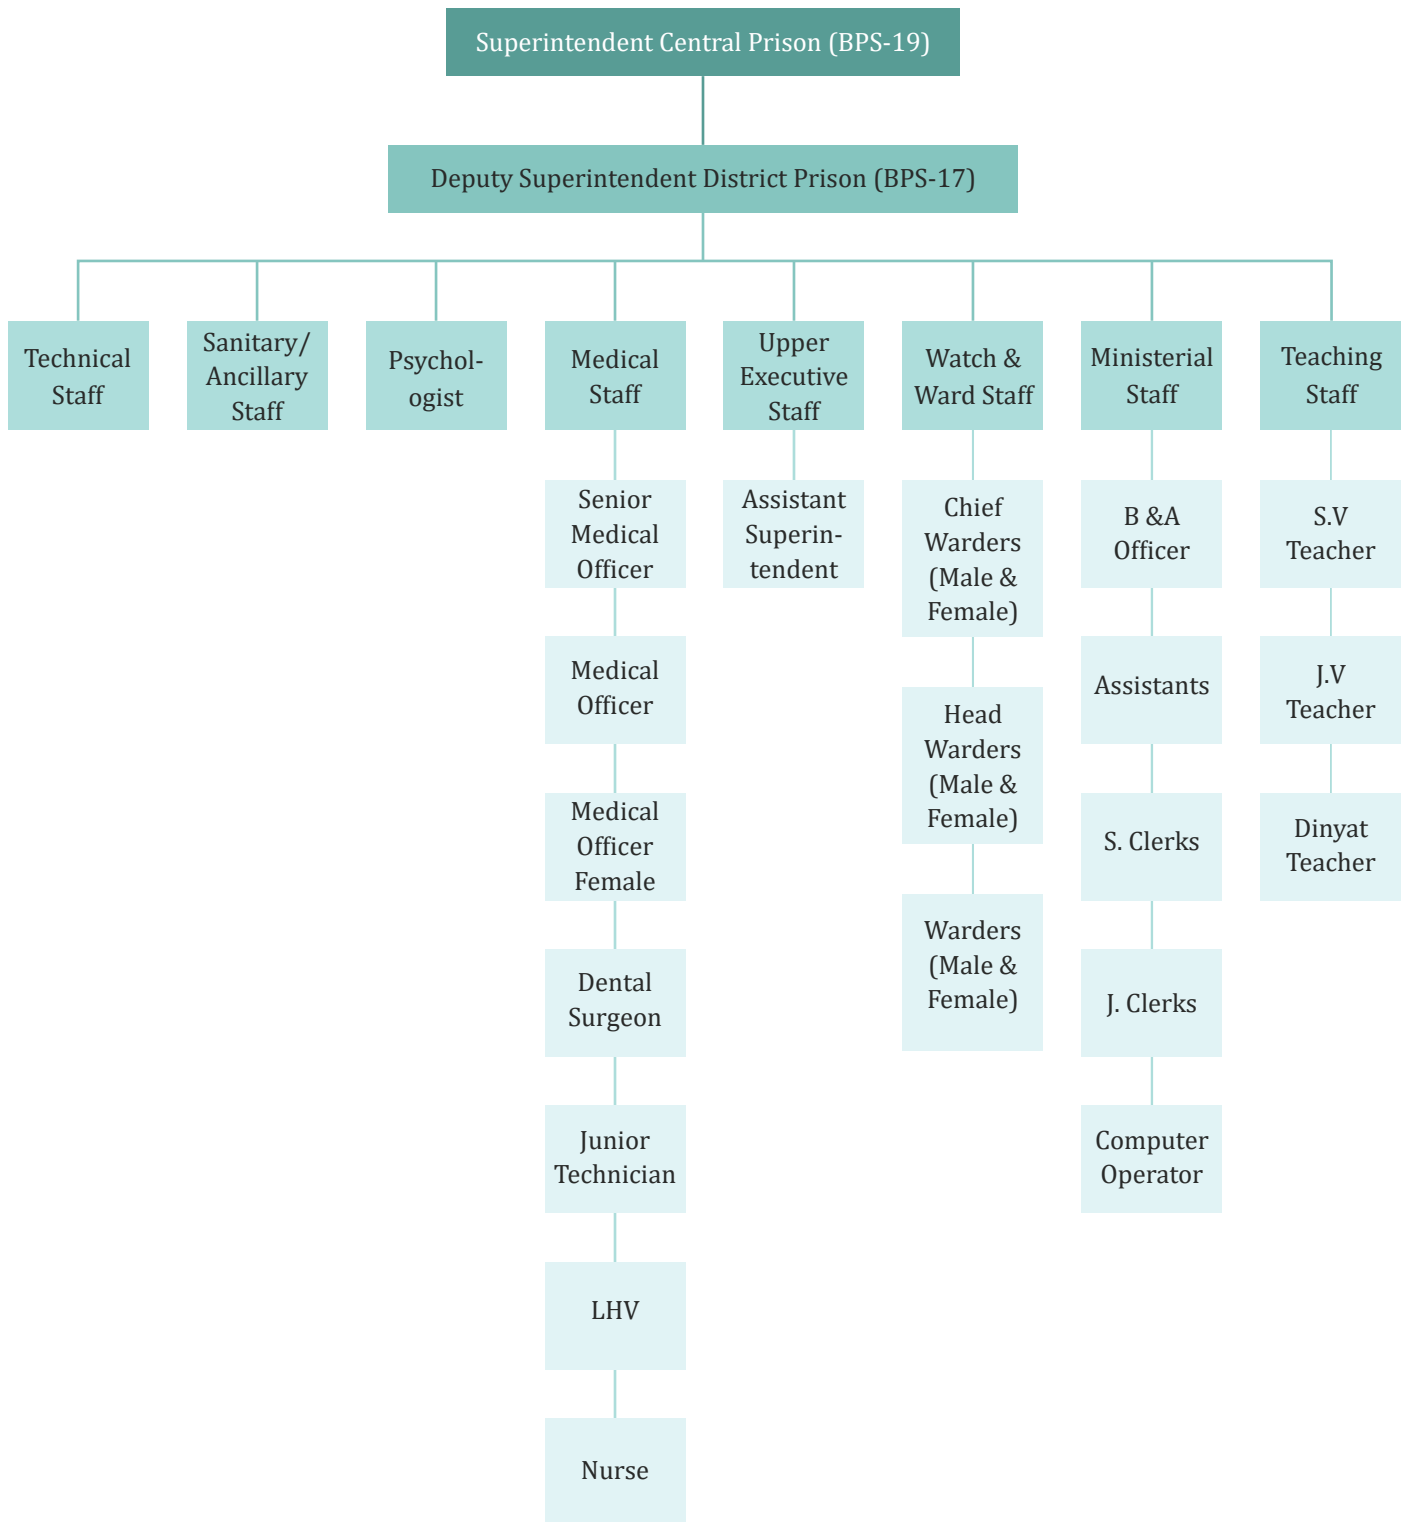 Superintendent Central Prison (BPS-19)
Deputy Superintendent District Prison (BPS-17)
Technical
Staff
Sanitary/
Ancillary
Staff
Psychol-
ogist
Medical
Staff
Upper
Executive
Staff
Watch &
Ward Staff
Ministerial
Staff
Teaching
Staff
Senior
Medical
Officer
Medical
Officer
Medical
Officer
Female
Dental
Surgeon
Junior
Technician
LHV
Nurse
Assistant
Superin-
tendent
Chief
Warders
(Male &
Female)
Head
Warders
(Male &
Female)
Warders
(Male &
Female)
B &A
Officer
Assistants
S. Clerks
J. Clerks
Computer
Operator
S.V
Teacher
J.V
Teacher
Dinyat
Teacher